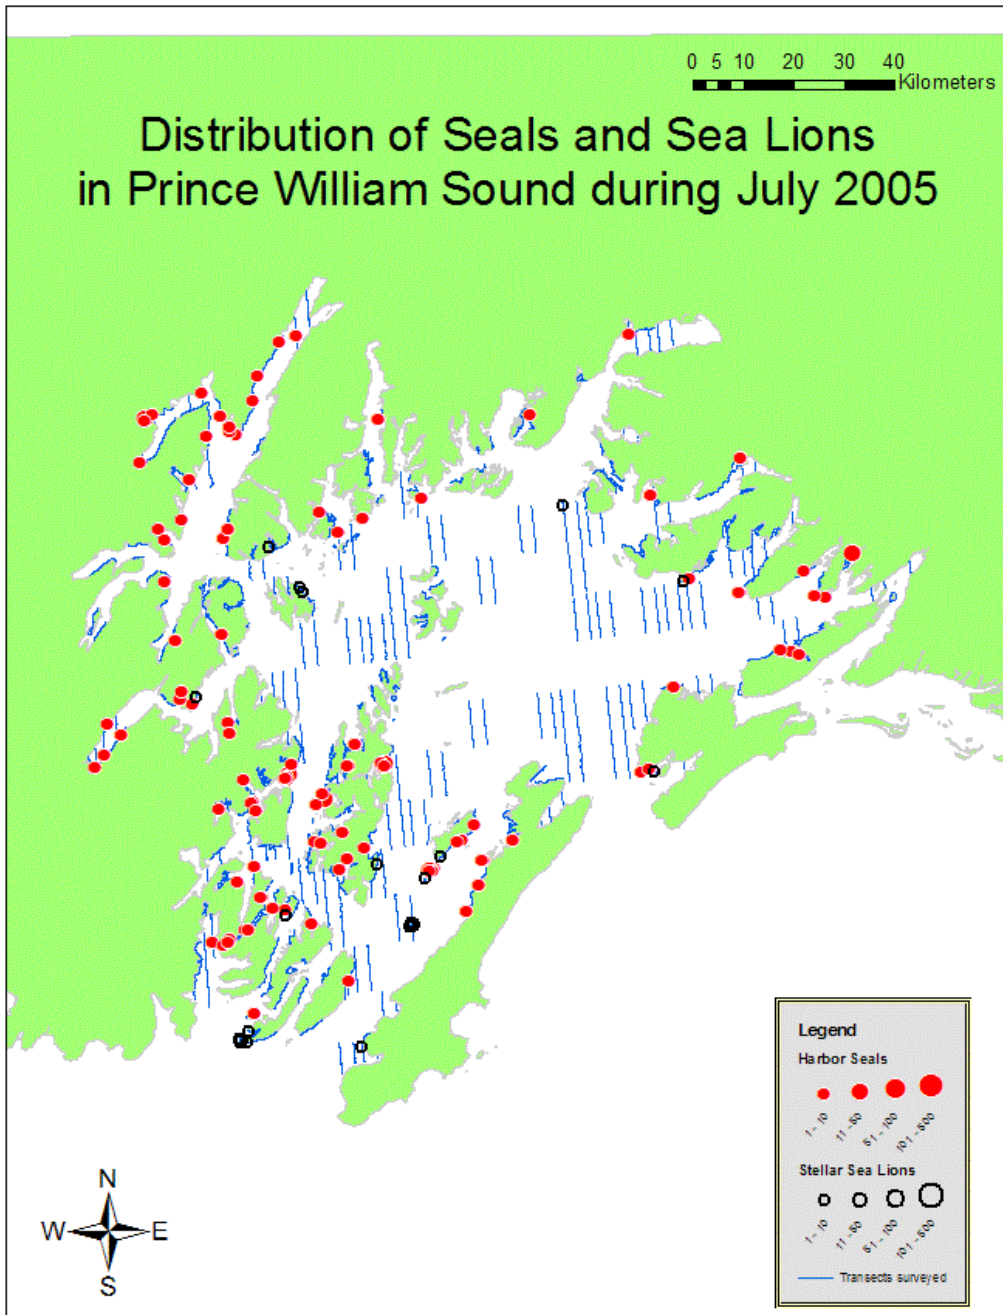 0 5 10 20 30 40
Kilometers
Distribution of Seals and Sea Lions
in Prince William Sound during July 2005
Legend
Harbor Seals
1 - 10
11 - 50
51 - 100
101 - 500
Stellar Sea Lions
1 - 10
11 - 50
51 - 100
101 - 500
Transects surveyed
N
W E
S